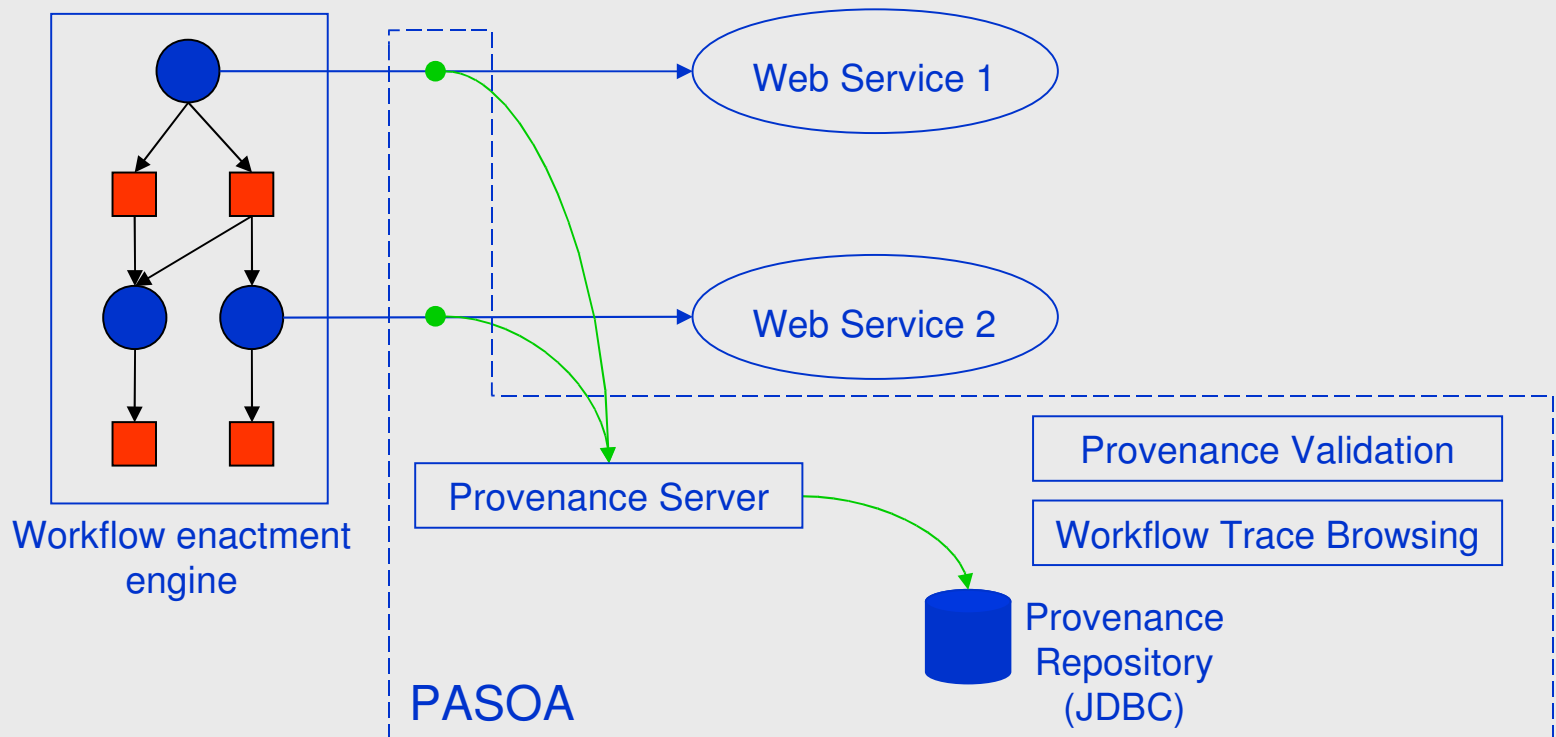 Web Service 1
Web Service 2
Workflow enactment
engine
Provenance Server
Provenance Validation
Workflow Trace Browsing
Provenance
Repository
(JDBC)
PASOA